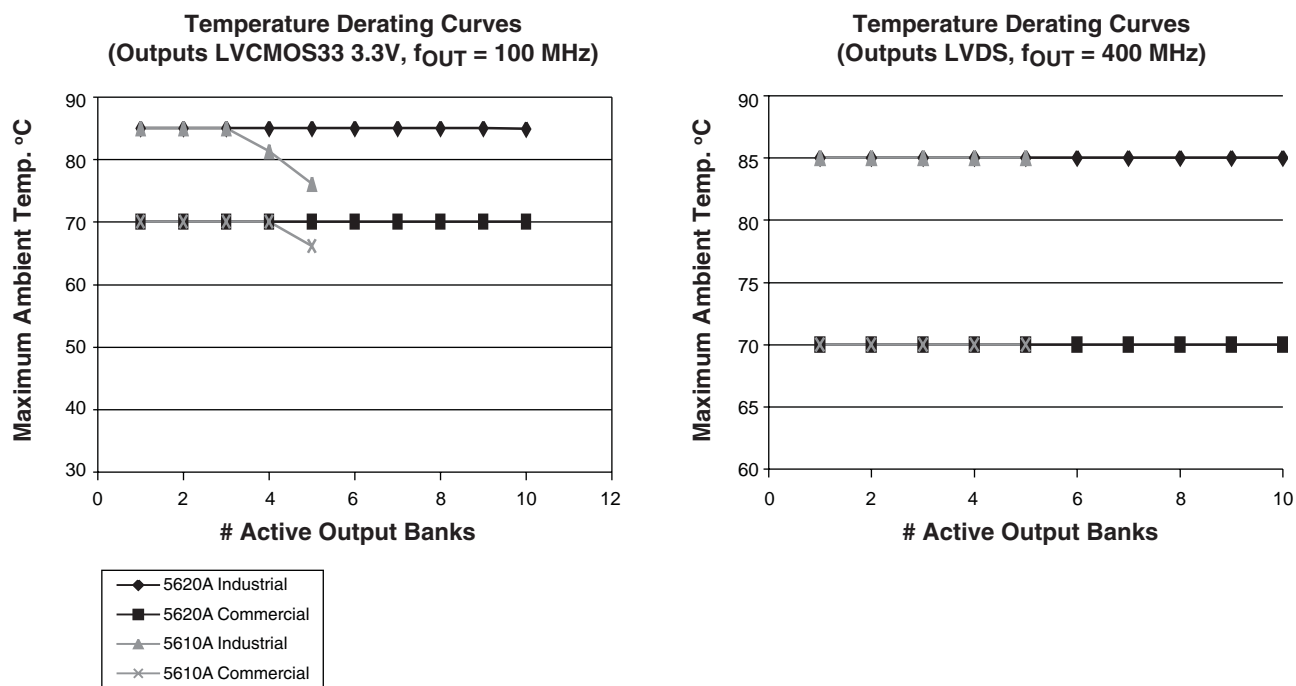 Temperature Derating Curves
(Outputs LVCMOS33 3.3V, fOUT = 100 MHz)
Maximum Ambient Temp. °C
90
80
70
60
50
40
30
0 2 4 6 8 10 12
# Active Output Banks
5620A Industrial
5620A Commercial
5610A Industrial
5610A Commercial
Temperature Derating Curves
(Outputs LVDS, fOUT = 400 MHz)
Maximum Ambient Temp. °C
90
85
80
75
70
65
60
0 2 4 6 8 10
# Active Output Banks